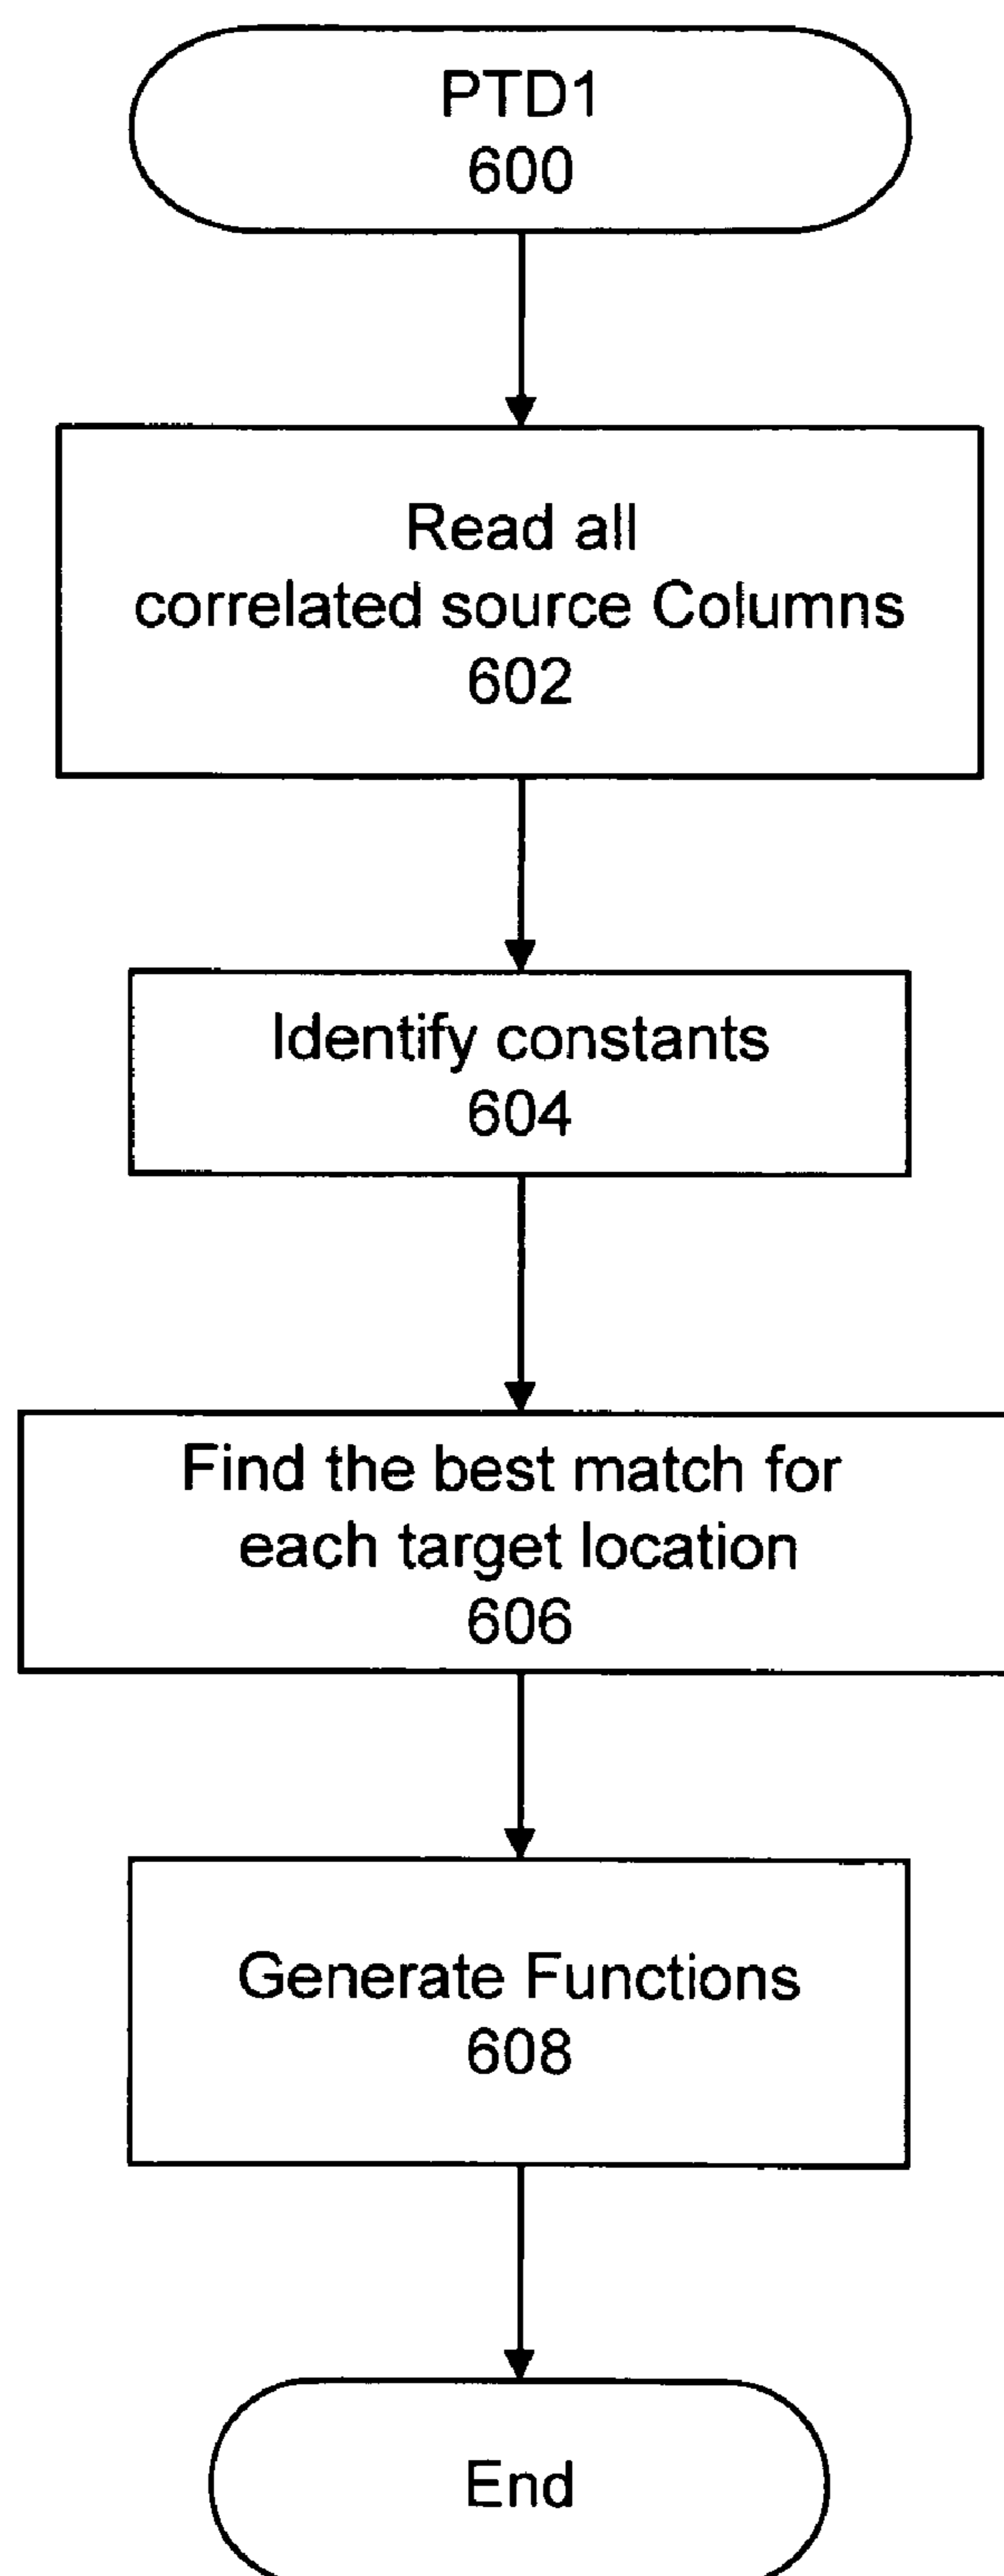 PTD1
600
Read all
correlated source Columns
602
Identify constants
604
Find the best match for
each target location
606
Generate Functions
608
End